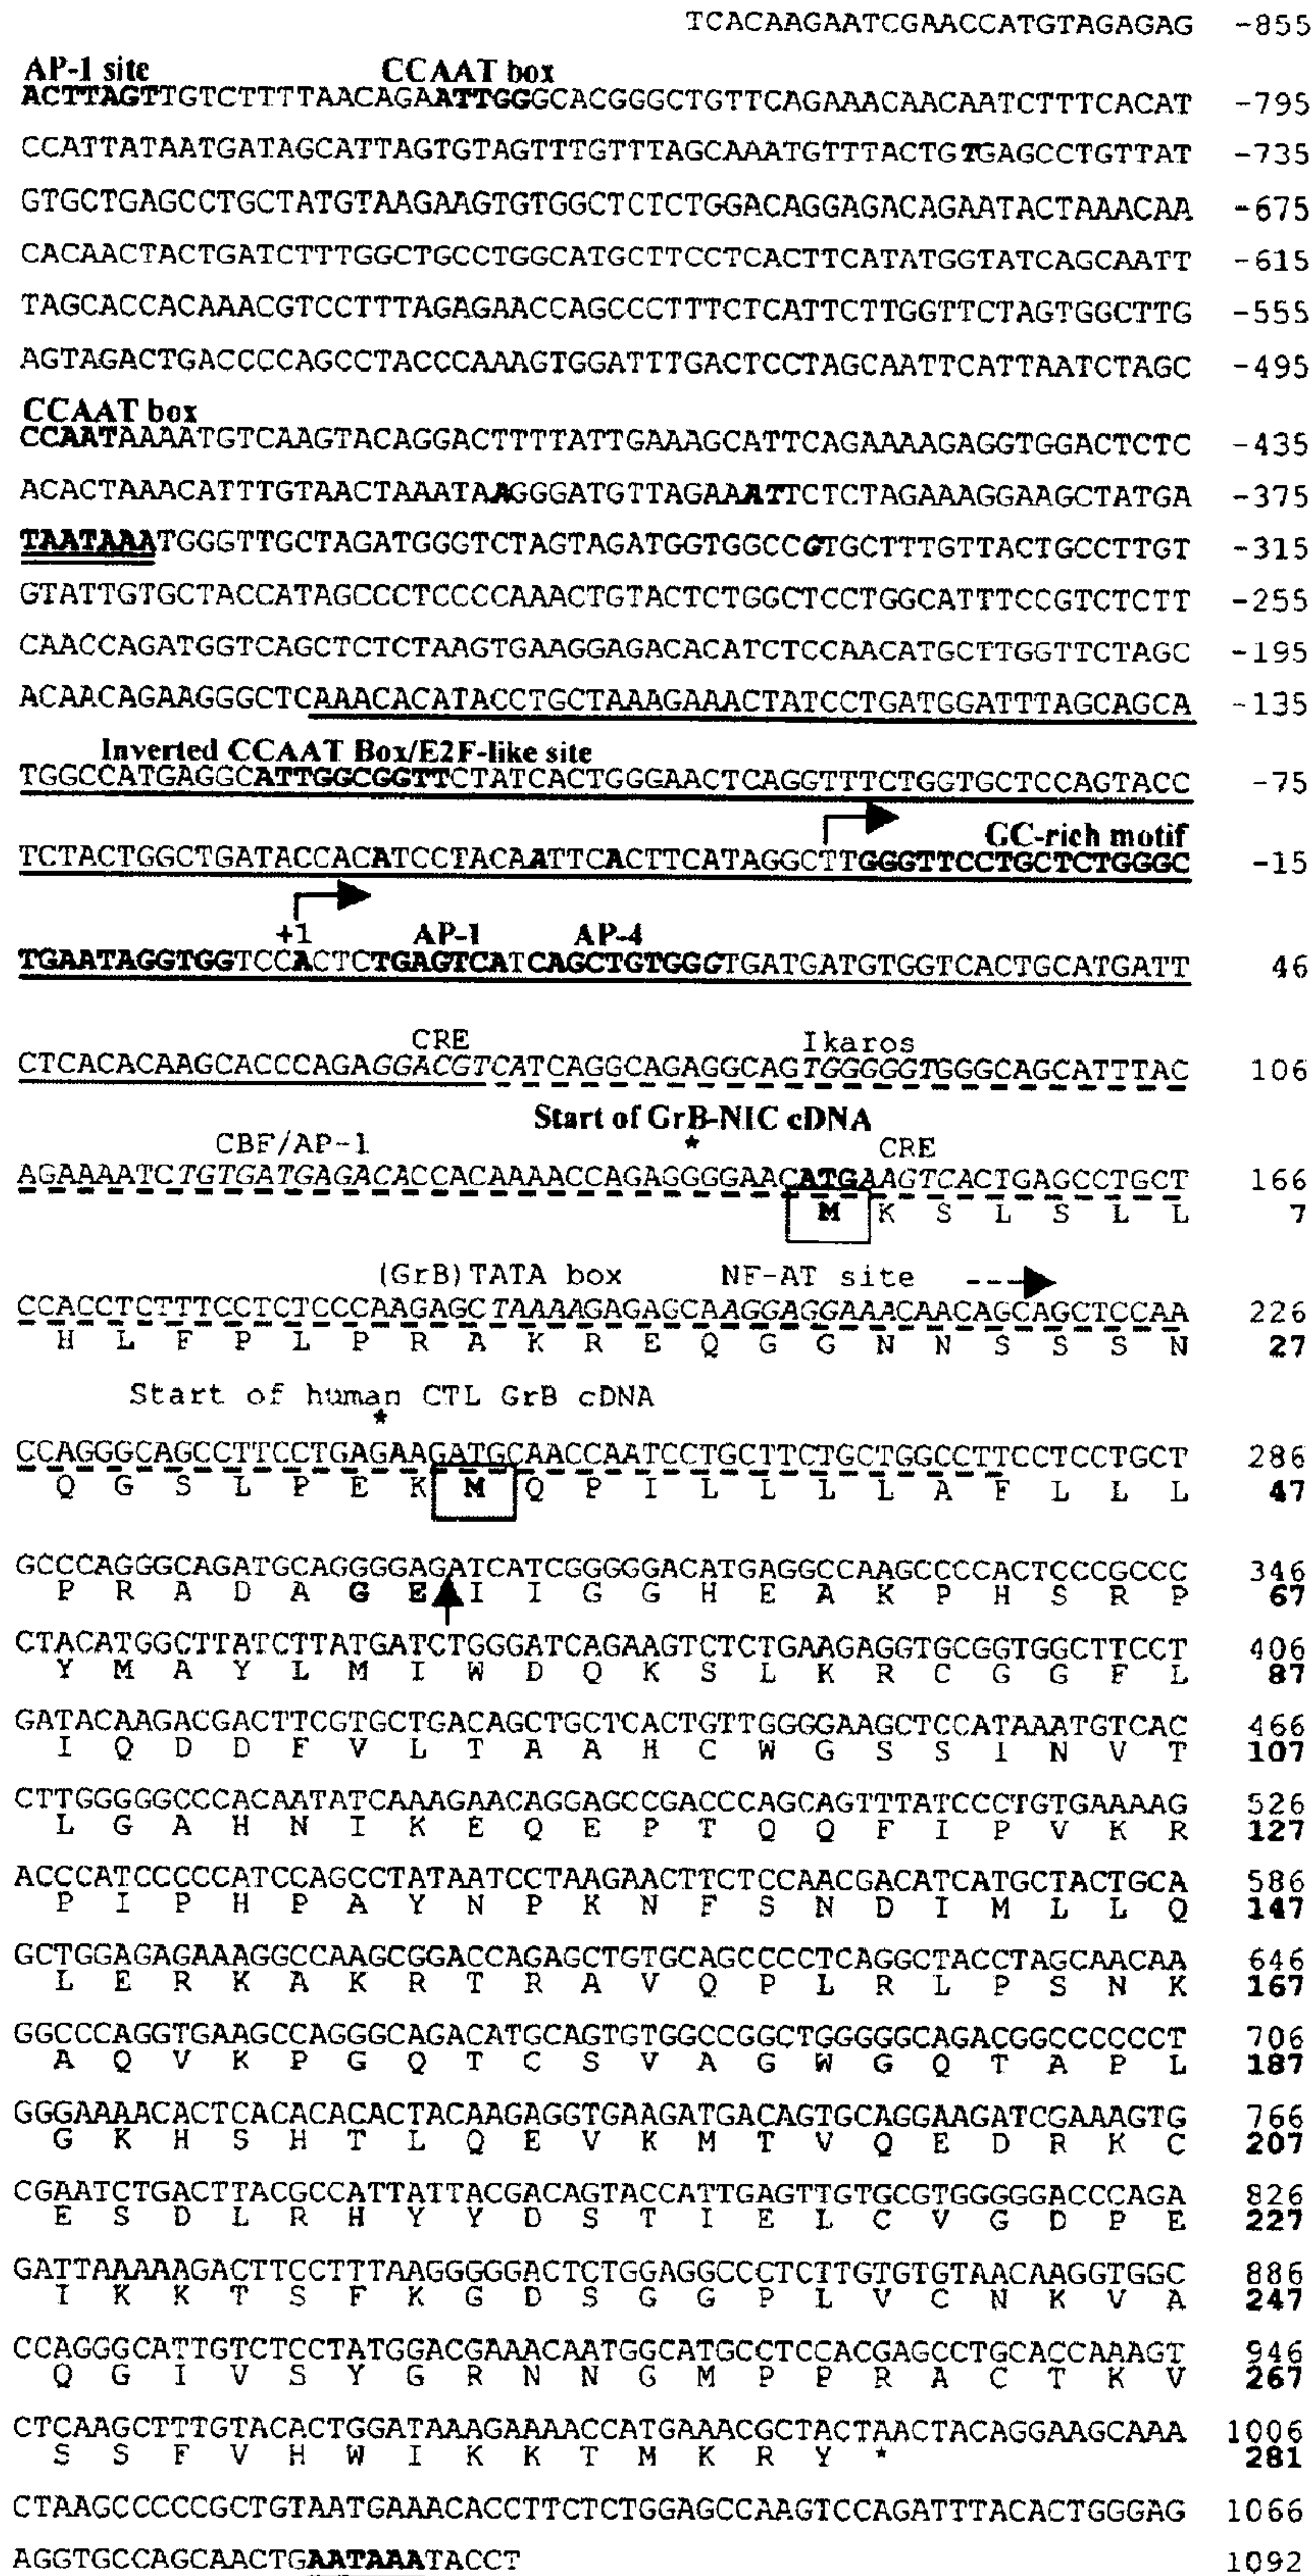 TCACAAGAATCGAACCATGTAGAGAG -855
AP-1 site CCAAT box
ACTTAGTTGTCTTTTAACAGAATTGGGCACGGGCTGTTCAGAAACAACAATCTTTCACAT -795
CCATTATAATGATAGCATTAGTGTAGTTTGTTTAGCAAATGTTTACTGTGAGCCTGTTAT -735
GTGCTGAGCCTGCTATGTAAGAAGTGTGGCTCTCTGGACAGGAGACAGAATACTAAACAA -675
CACAACTACTGATCTTTGGCTGCCTGGCATGCTTCCTCACTTCATATGGTATCAGCAATT -615
TAGCACCACAAACGTCCTTTAGAGAACCAGCCCTTTCTCATTCTTGGTTCTAGTGGCTTG -555
AGTAGACTGACCCCAGCCTACCCAAAGTGGATTTGACTCCTAGCAATTCATTAATCTAGC -495
CCAAT box
CCAATAAAATGTCAAGTACAGGACTTTTATTGAAAGCATTCAGAAAAGAGGTGGACTCTC -435
ACACTAAACATTTGTAACTAAATAAGGGATGTTAGAAATTCTCTAGAAAGGAAGCTATGA -375
TAATAAATGGGTTGCTAGATGGGTCTAGTAGATGGTGGCCGTGCTTTGTTACTGCCTTGT -315
GTATTGTGCTACCATAGCCCTCCCCAAACTGTACTCTGGCTCCTGGCATTTCCGTCTCTT -255
CAACCAGATGGTCAGCTCTCTAAGTGAAGGAGACACATCTCCAACATGCTTGGTTCTAGC -195
ACAACAGAAGGGCTCAAACACATACCTGCTAAAGAAACTATCCTGATGGATTTAGCAGCA -135
Inverted CCAAT Box/E2F-like site
TGGCCATGAGGCATTGGCGGTTCTATCACTGGGAACTCAGGTTTCTGGTGCTCCAGTACC -75
GC-rich motif
TCTACTGGCTGATACCACATCCTACAATTCACTTCATAGGCTTGGGTTCCTGCTCTGGGC -15
+1 AP-1 AP-4
TGAATAGGTGGTCCACTCTGAGTCATCAGCTGTGGGTGATGATGTGGTCACTGCATGATT 46
CRE Ikaros
CTCACACAAGCACCCAGAGGACGTCATCAGGCAGAGGCAGTGGGGGTGGGCAGCATTTAC 106
Start of GrB-NIC cDNA
CBF/AP-1 * CRE
AGAAAATCTGTGATGAGACACCACAAAACCAGAGGGGAACATGAAGTCACTGAGCCTGCT 166
M K S L S L L 7
(GrB)TATA box NF-AT site
CCACCTCTTTCCTCTCCCAAGAGCTAAAAGAGAGCAAGGAGGAAACAACAGCAGCTCCAA 226
H L F P L P R A K R E Q G G N N S S S N 27
Start of human CTL GrB cDNA
*
CCAGGGCAGCCTTCCTGAGAAGATGCAACCAATCCTGCTTCTGCTGGCCTTCCTCCTGCT 286
Q G S L P E K M Q P I L L L L A F L L L 47
GCCCAGGGCAGATGCAGGGGAGATCATCGGGGGACATGAGGCCAAGCCCCACTCCCGCCC 346
P R A D A G E I I G G H E A K P H S R P 67
CTACATGGCTTATCTTATGATCTGGGATCAGAAGTCTCTGAAGAGGTGCGGTGGCTTCCT 406
Y M A Y L M I W D Q K S L K R C G G F L 87
GATACAAGACGACTTCGTGCTGACAGCTGCTCACTGTTGGGGAAGCTCCATAAATGTCAC 466
I Q D D F V L T A A H C W G S S I N V T 107
CTTGGGGGCCCACAATATCAAAGAACAGGAGCCGACCCAGCAGTTTATCCCTGTGAAAAG 526
L G A H N I K E Q E P T Q Q F I P V K R 127
ACCCATCCCCCATCCAGCCTATAATCCTAAGAACTTCTCCAACGACATCATGCTACTGCA 586
P I P H P A Y N P K N F S N D I M L L Q 147
GCTGGAGAGAAAGGCCAAGCGGACCAGAGCTGTGCAGCCCCTCAGGCTACCTAGCAACAA 646
L E R K A K R T R A V Q P L R L P S N K 167
GGCCCAGGTGAAGCCAGGGCAGACATGCAGTGTGGCCGGCTGGGGGCAGACGGCCCCCCT 706
A Q V K P G Q T C S V A G W G Q T A P L 187
GGGAAAACACTCACACACACTACAAGAGGTGAAGATGACAGTGCAGGAAGATCGAAAGTG 766
G K H S H T L Q E V K M T V Q E D R K C 207
CGAATCTGACTTACGCCATTATTACGACAGTACCATTGAGTTGTGCGTGGGGGACCCAGA 826
E S D L R H Y Y D S T I E L C V G D P E 227
GATTAAAAAGACTTCCTTTAAGGGGGACTCTGGAGGCCCTCTTGTGTGTAACAAGGTGGC 886
I K K T S F K G D S G G P L V C N K V A 247
CCAGGGCATTGTCTCCTATGGACGAAACAATGGCATGCCTCCACGAGCCTGCACCAAAGT 946
Q G I V S Y G R N N G M P P R A C T K V 267
CTCAAGCTTTGTACACTGGATAAAGAAAACCATGAAACGCTACTAACTACAGGAAGCAAA 1006
S S F V H W I K K T M K R Y * 281
CTAAGCCCCCGCTGTAATGAAACACCTTCTCTGGAGCCAAGTCCAGATTTACACTGGGAG 1066
AGGTGCCAGCAACTGAATAAATACCT 1092